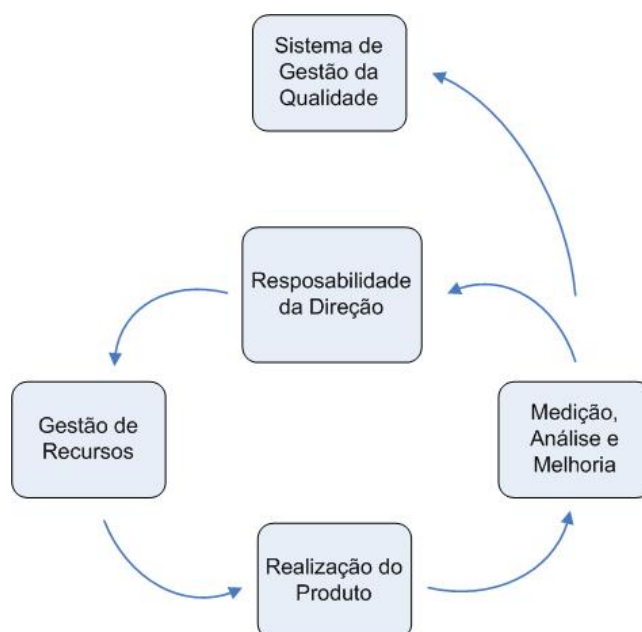 Sistema de
Gestão da
Qualidade
Resposabilidade
da Direção
Gestão de
Recursos
Medição,
Análise e
Melhoria
Realização do
Produto